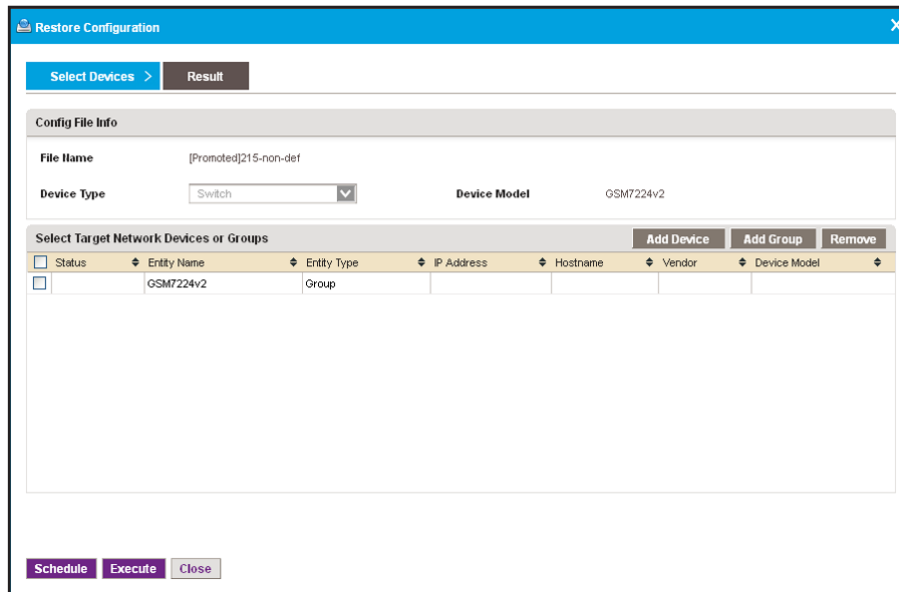 Restore Configuration X
Select Devices > Result
Config File Info
File Name [Promoted]215-non-def
Device Type Switch Device Model GSM7224v2
Select Target Network Devices or Groups Add Device Add Group Remove
Status Entity Name Entity Type IP Address Hostname Vendor Device Model
GSM7224v2 Group
Schedule Execute Close